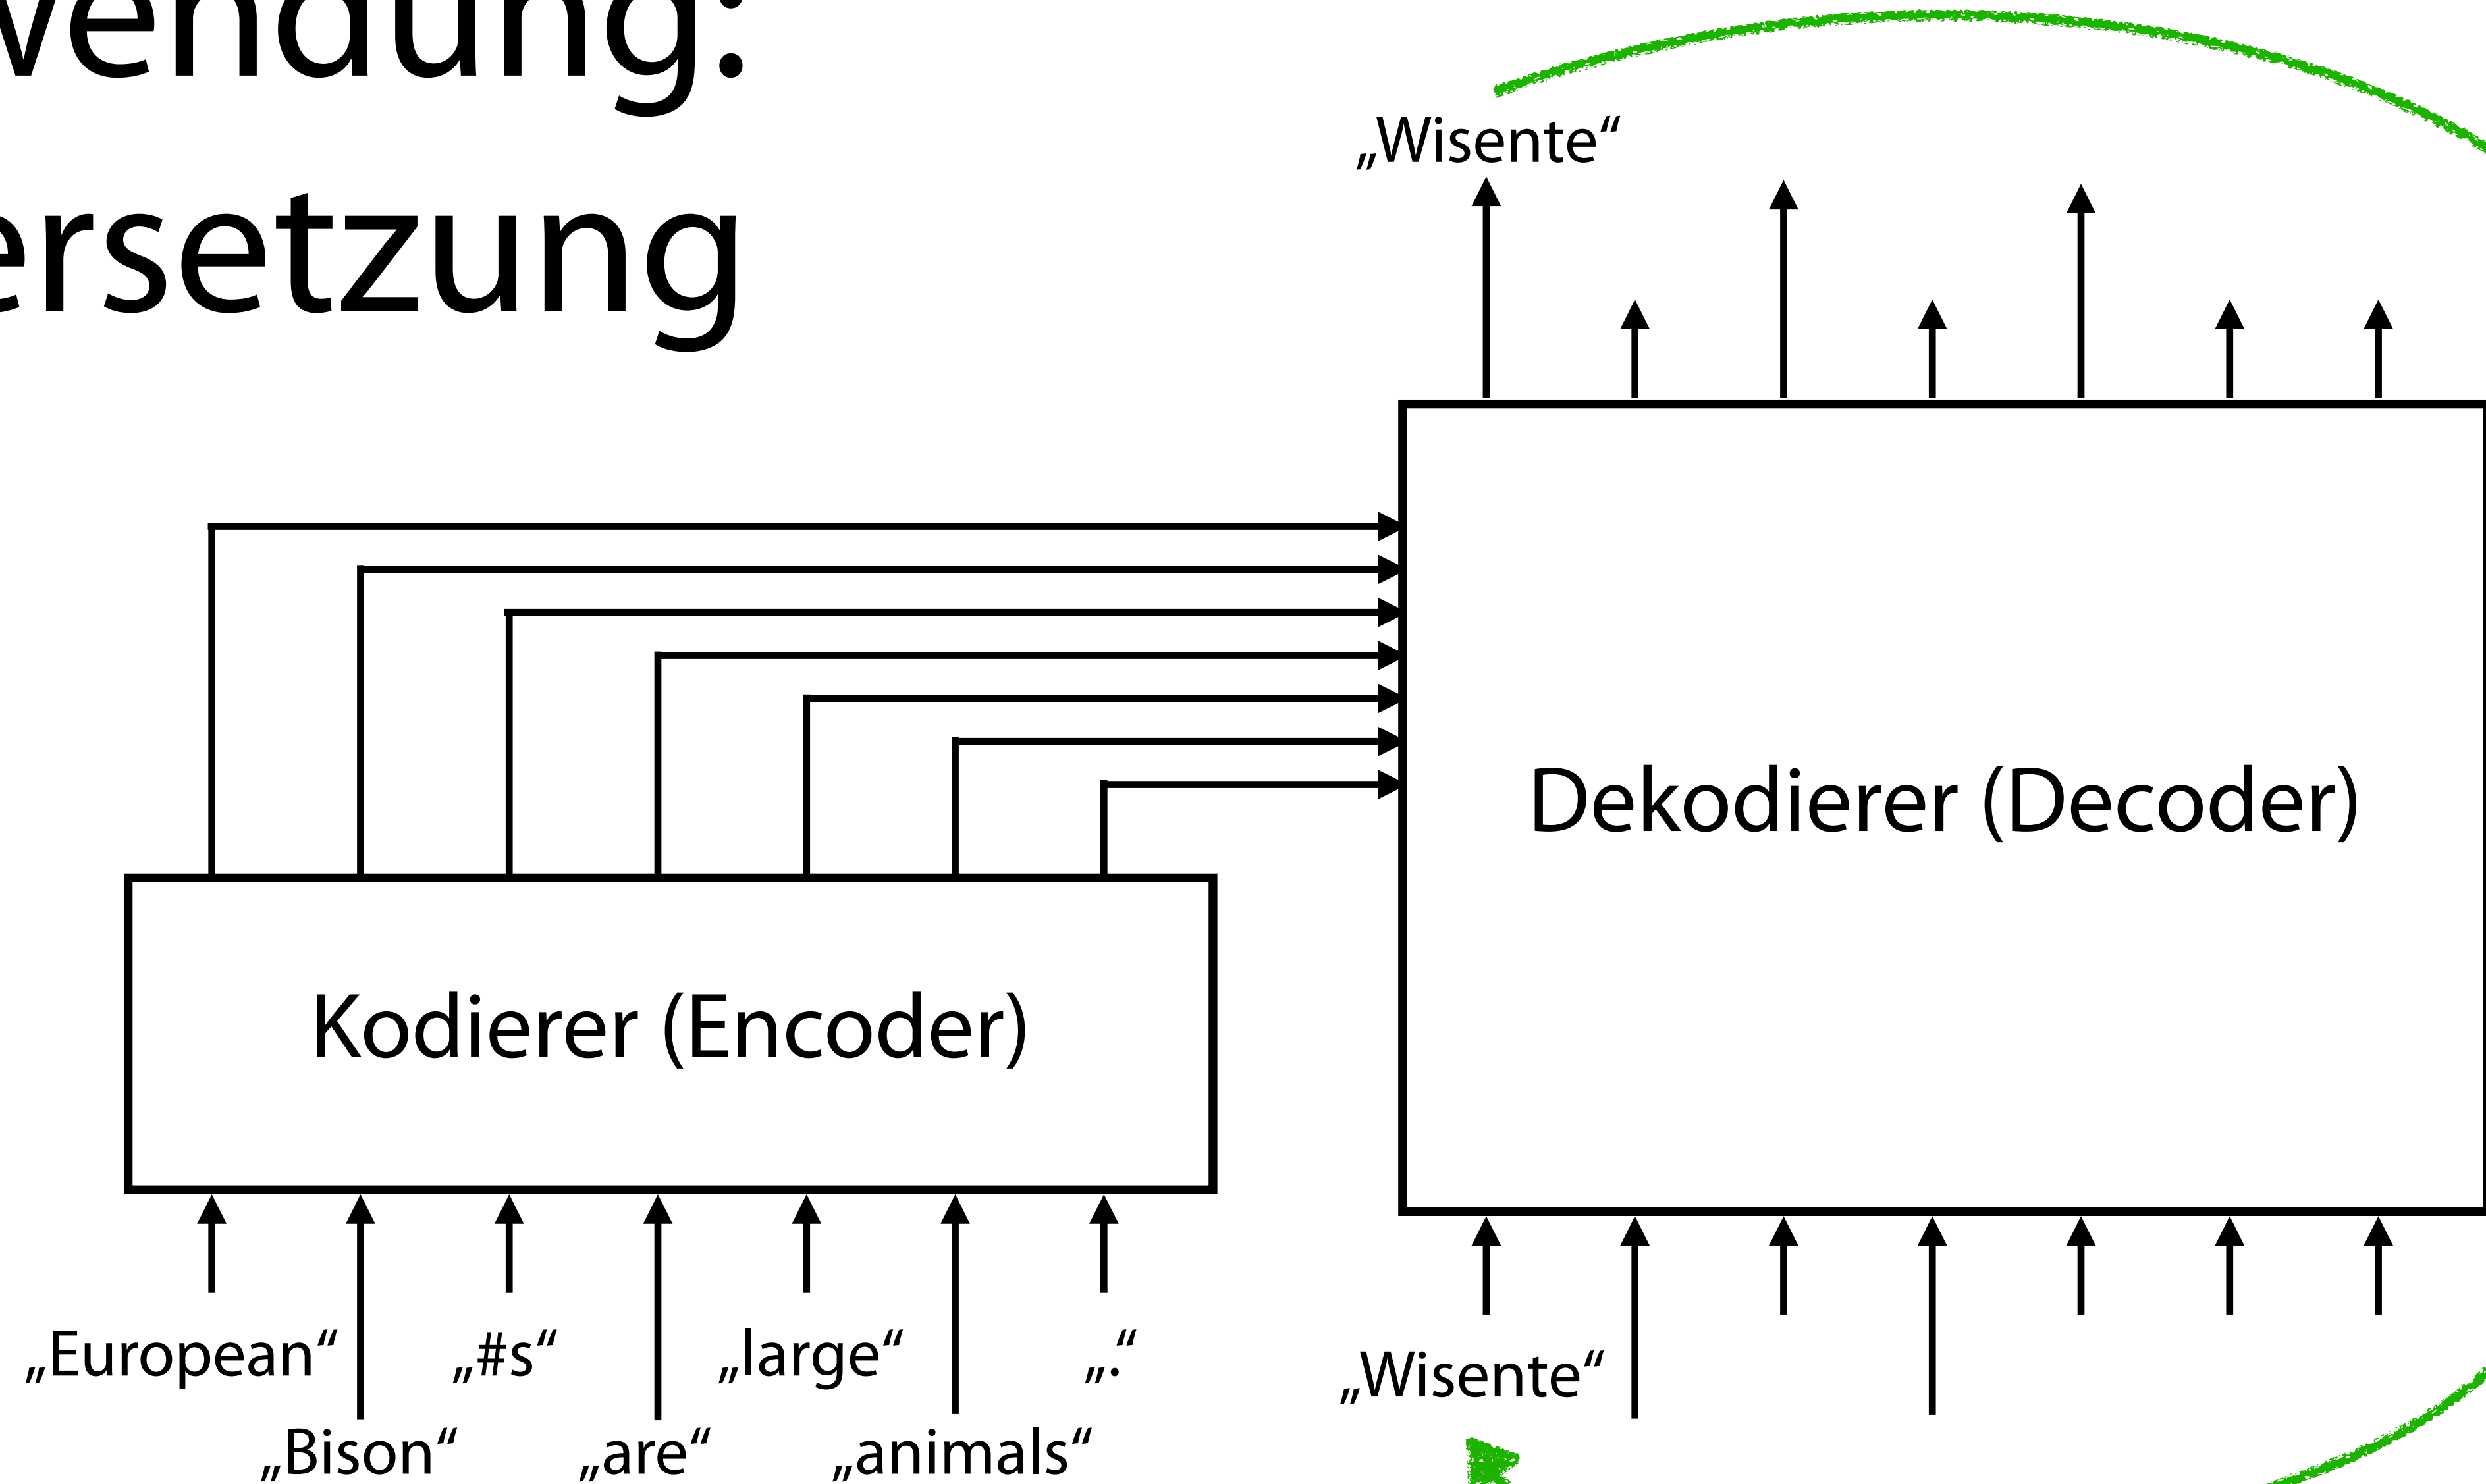 wendung:
ersetzung
„Wisente“
Dekodierer (Decoder)
Kodierer (Encoder)
„European“ „#s“ „large“ „.“
„Bison“ „are“ „animals“
„Wisente“